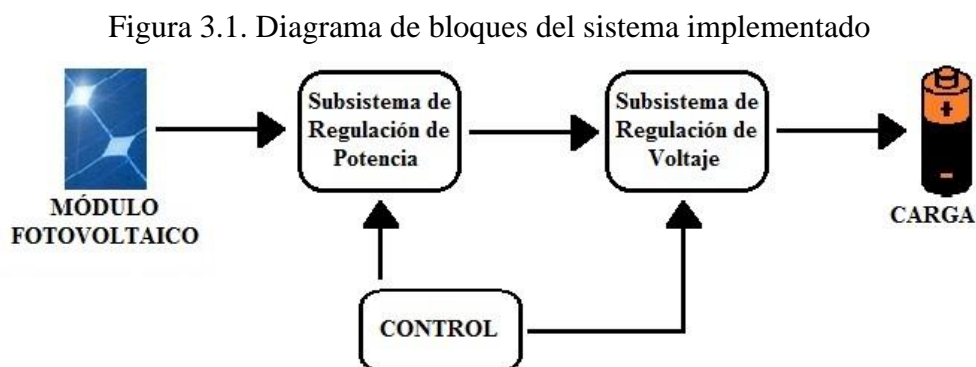 Figura 3.1. Diagrama de bloques del sistema implementado
Subsistema de
Regulación de
Potencia
Subsistema de
Regulación de
Voltaje
+
-
MÓDULO
FOTOVOLTAICO
CARGA
CONTROL